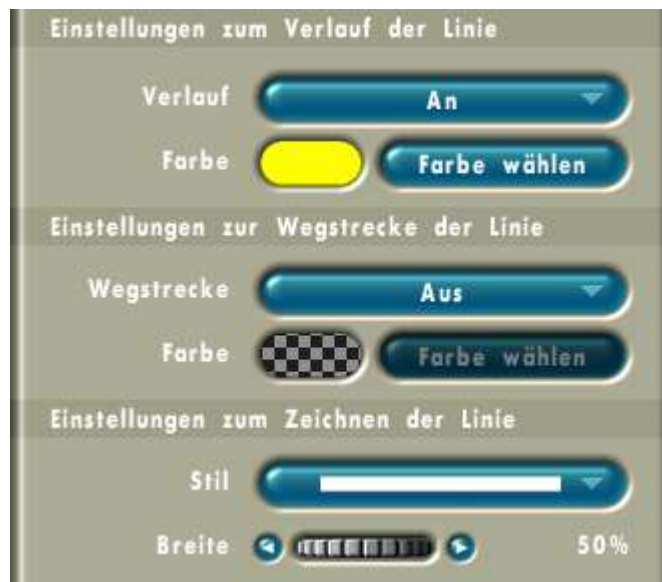 Einstellungen zum Verlauf der Linie
Verlauf An
Farbe Farbe wählen
Einstellungen zur Wegstrecke der Linie
Wegstrecke Aus
Farbe Farbe wählen
Einstellungen zum Zeichnen der Linie
Stil
Breite 50%